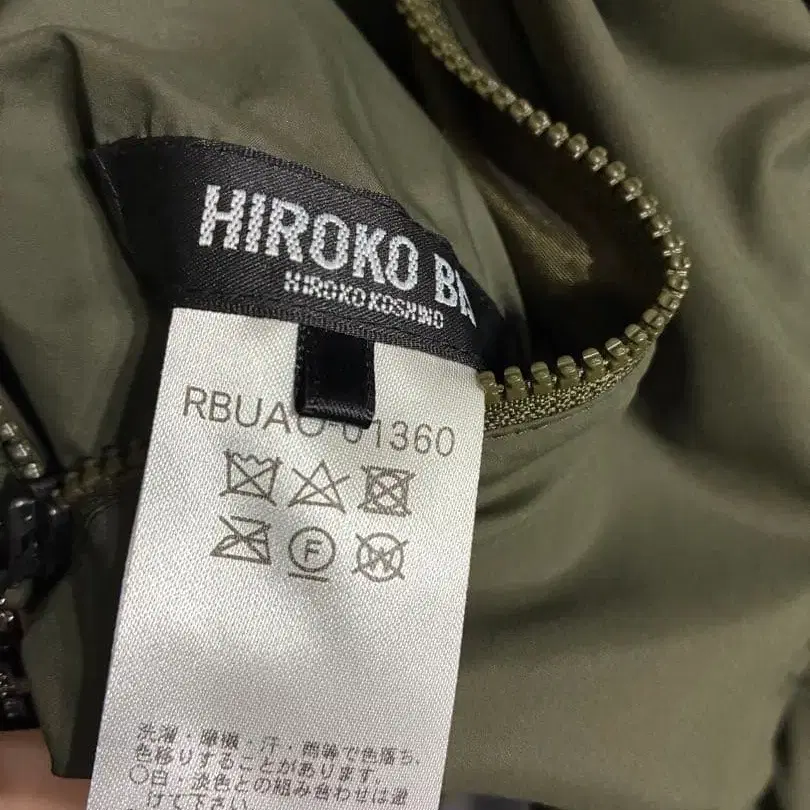 HIROKO BI
HIROKO KOSHINO
RBUAO-01360
F
W
洗濯・摩擦・汗・雨等で色落ち、
色移りすることがあります。
○白・淡色との組み合わせは避
けて下さい